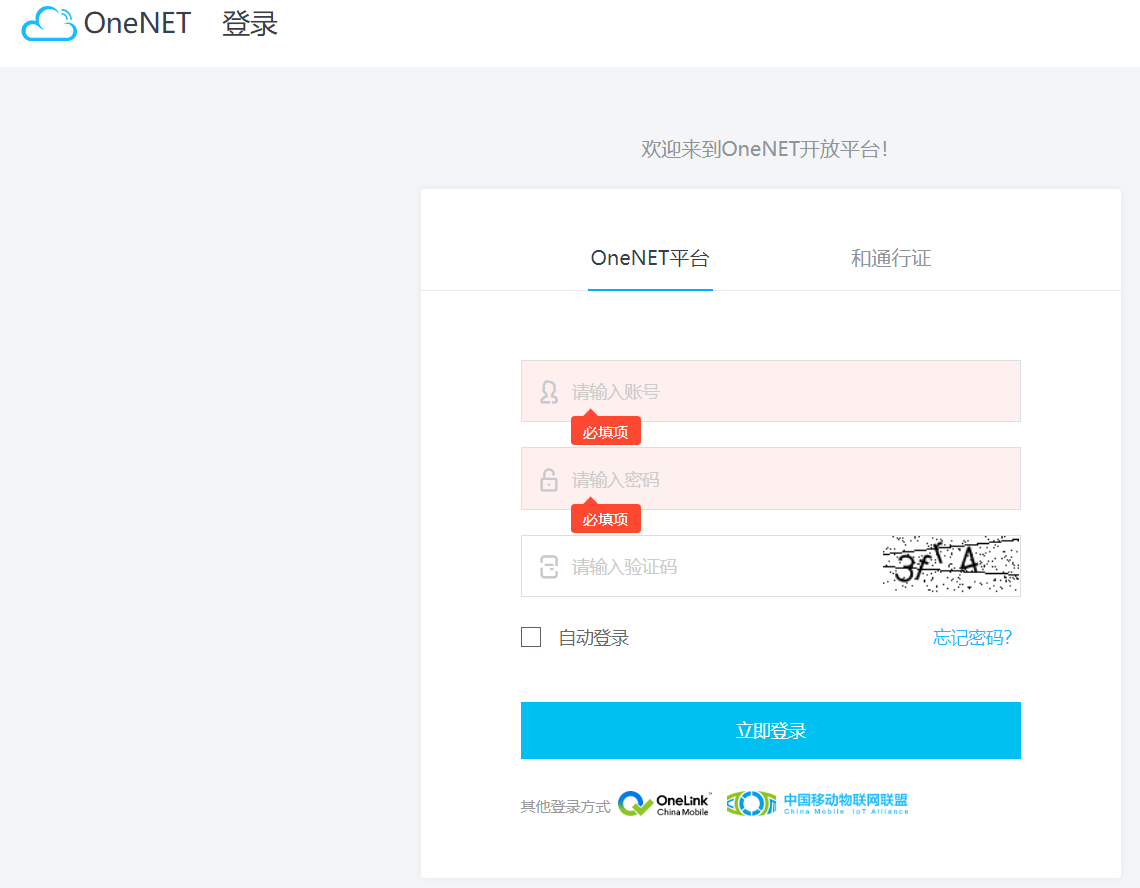 OneNET 登录
欢迎来到OneNET开放平台!
OneNET平台 和通行证
请输入账号
必填项
请输入密码
必填项
请输入验证码
自动登录 忘记密码?
立即登录
其他登录方式 OneLink 中国移动物联网联盟
China Mobile China Mobile IoT Alliance